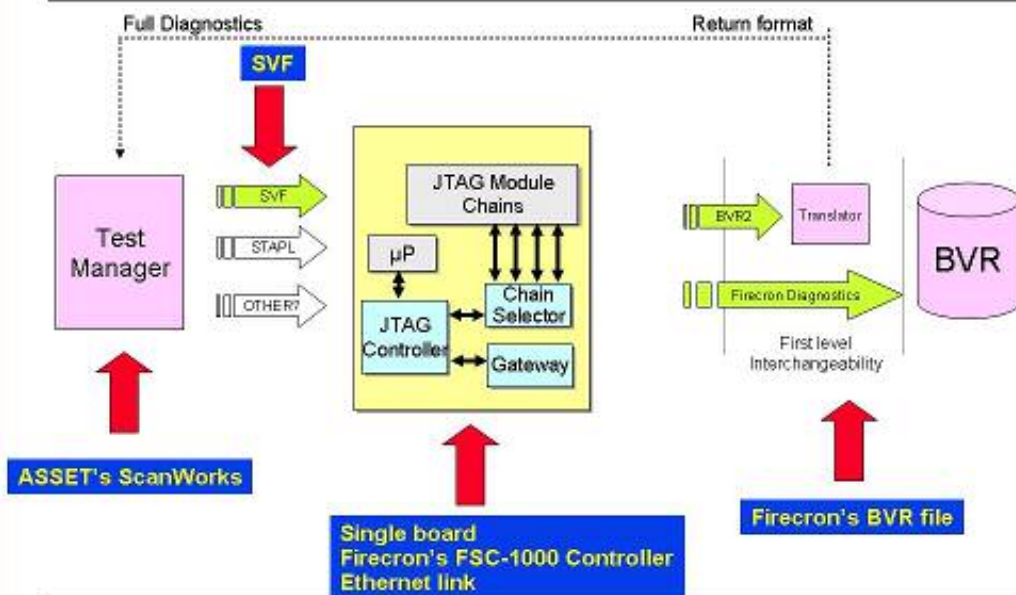 Full Diagnostics
Return format
SVF
SVF
STAPL
OTHER?
Test
Manager
JTAG Module
Chains
µP
JTAG
Controller
Chain
Selector
Gateway
BVR2
Translator
Firecron Diagnostics
BVR
First level
Interchangeability
ASSET's ScanWorks
Single board
Firecron's FSC-1000 Controller
Ethernet link
Firecron's BVR file